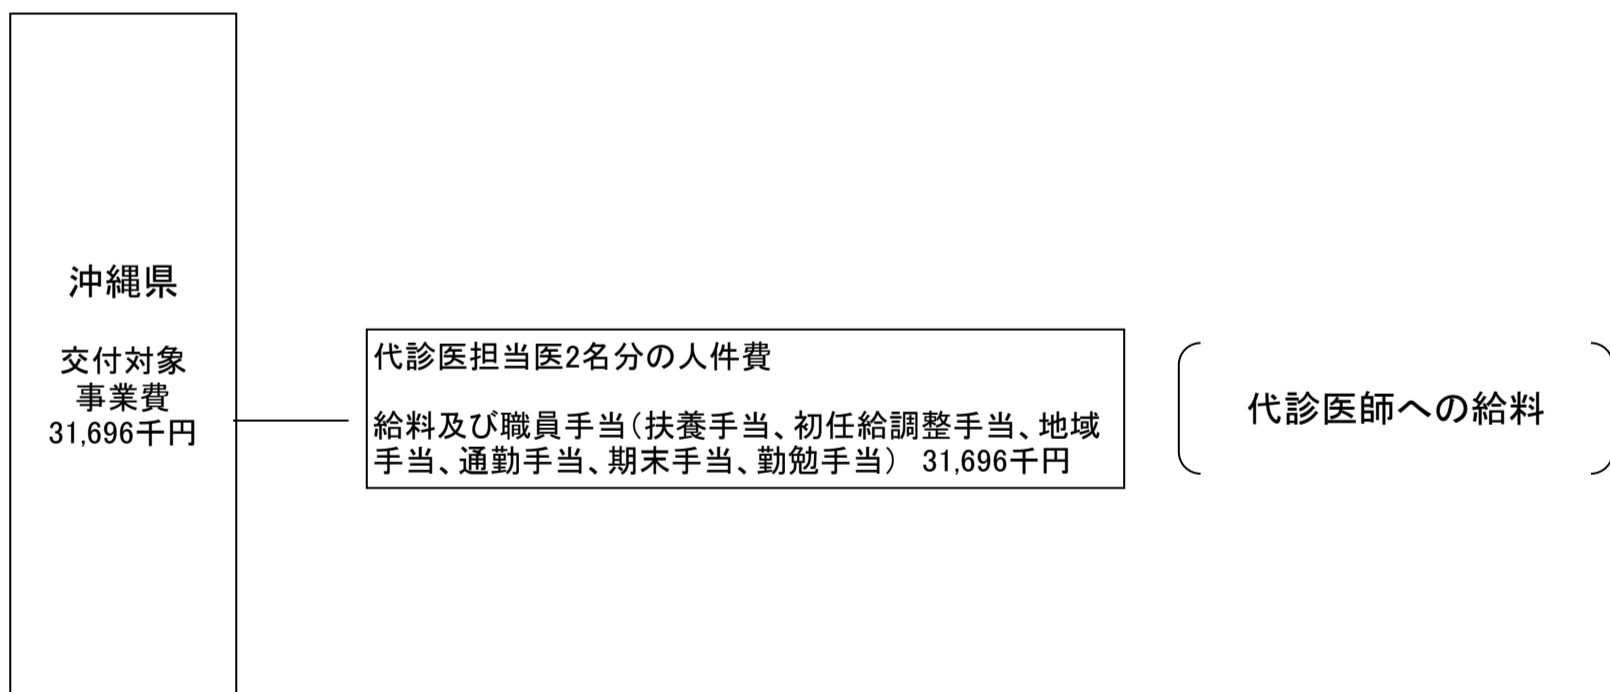 沖縄県
交付対象
事業費
31,696千円
代診医担当医2名分の人件費
給料及び職員手当（扶養手当、初任給調整手当、地域
手当、通勤手当、期末手当、勤勉手当） 31,696千円
代診医師への給料